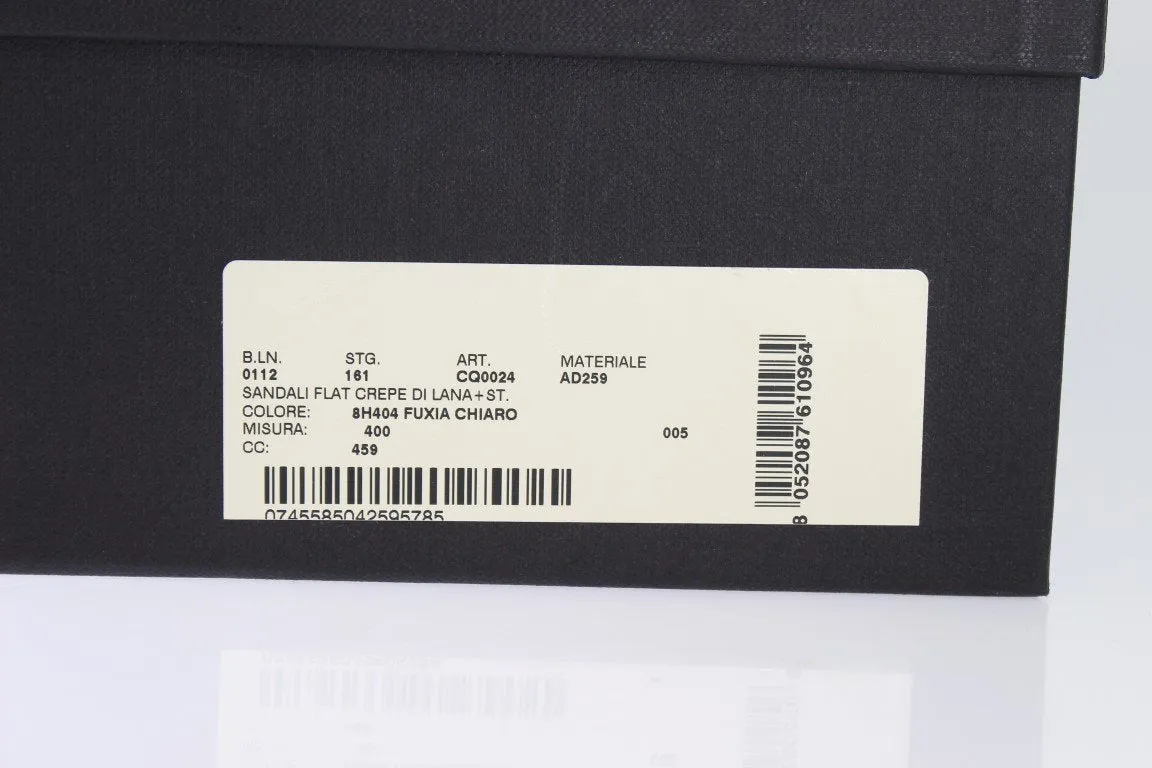 B.LN. STG. ART. MATERIALE
0112 161 CQ0024 AD259
SANDALI FLAT CREPE DI LANA+ST.
COLORE: 8H404 FUXIA CHIARO
MISURA: 400 005
CC: 459
0745585042595785
8 052087 610964